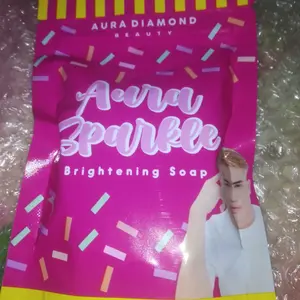 AURA DIAMOND
BEAUTY
Aura
Sparkle
Brightening Soap